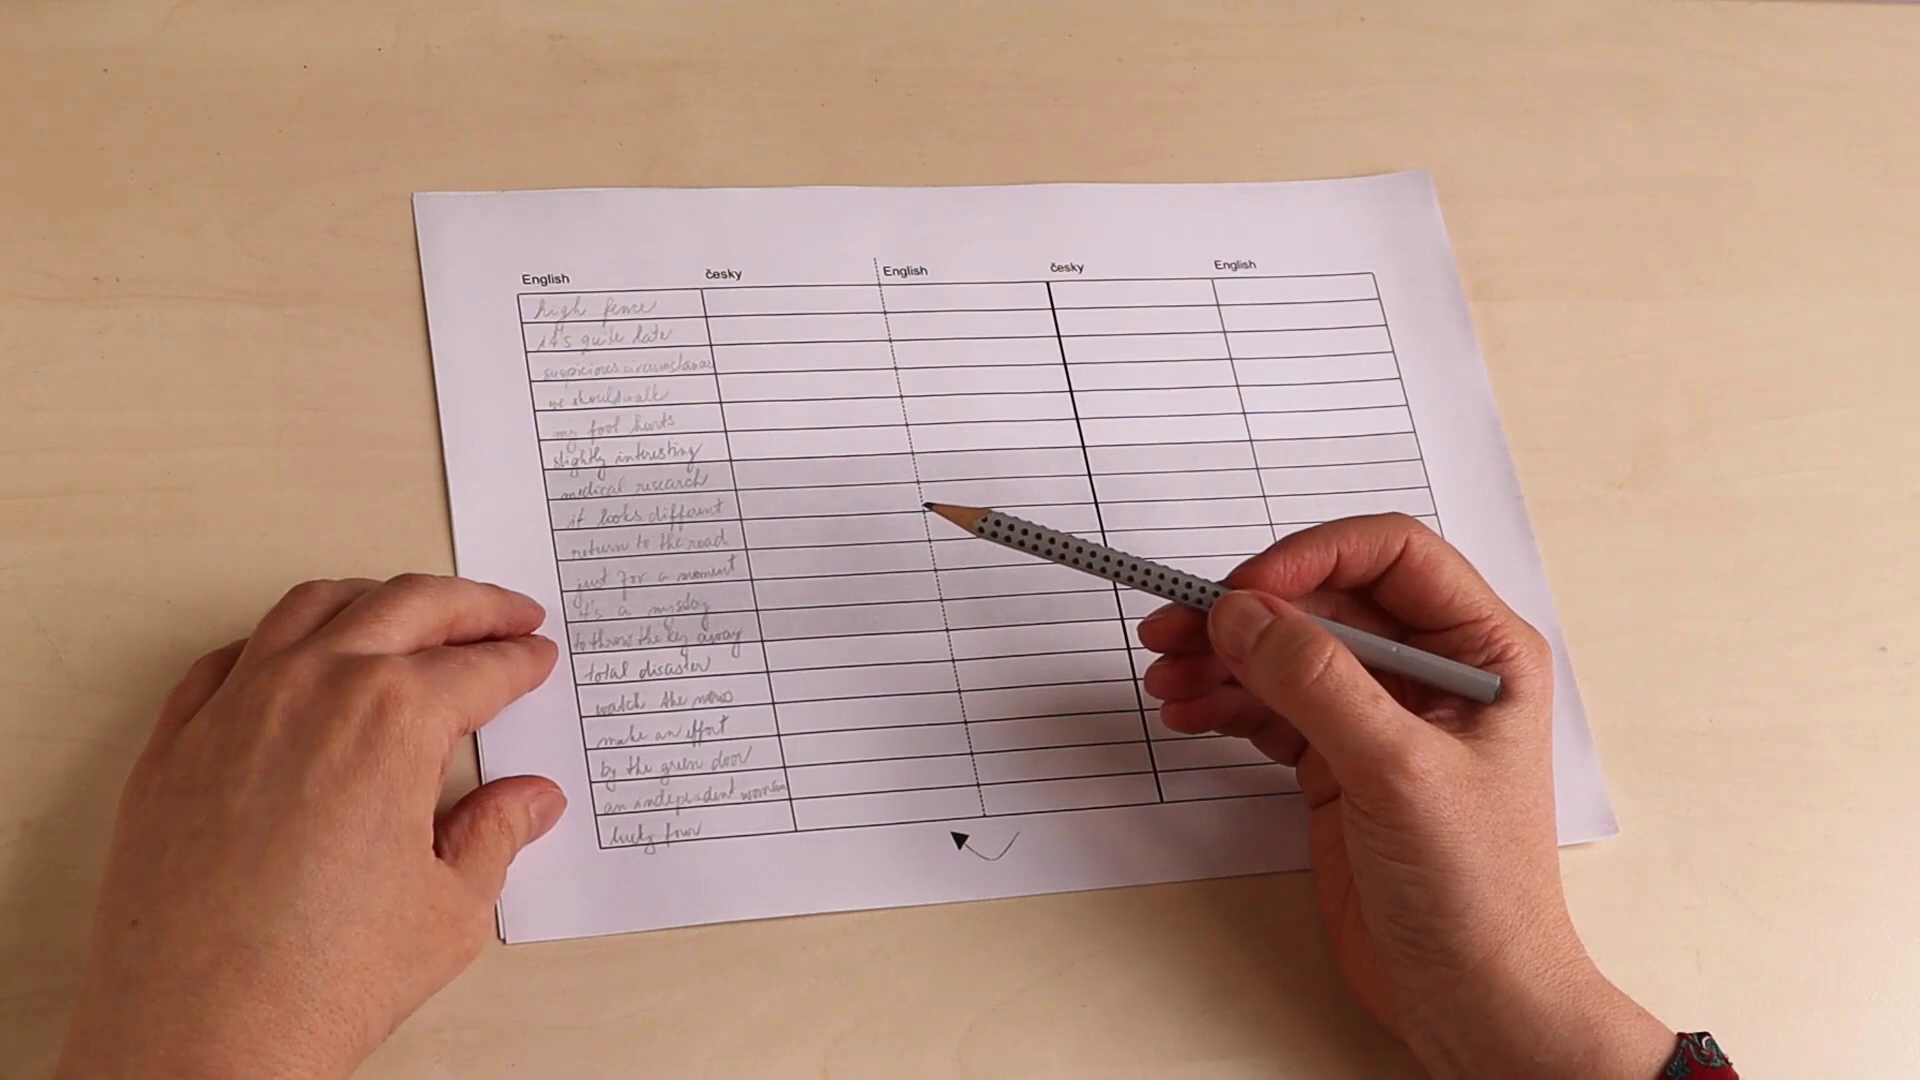 English česky English česky English
high fence
it's quite late
suspicious circumstances
we should walk
my foot hurts
slightly interesting
medical research
it looks different
return to the road
just for a moment
it's a mystery
to throw the key away
total disaster
watch the news
make an effort
by the green door
an independent woman
lucky four